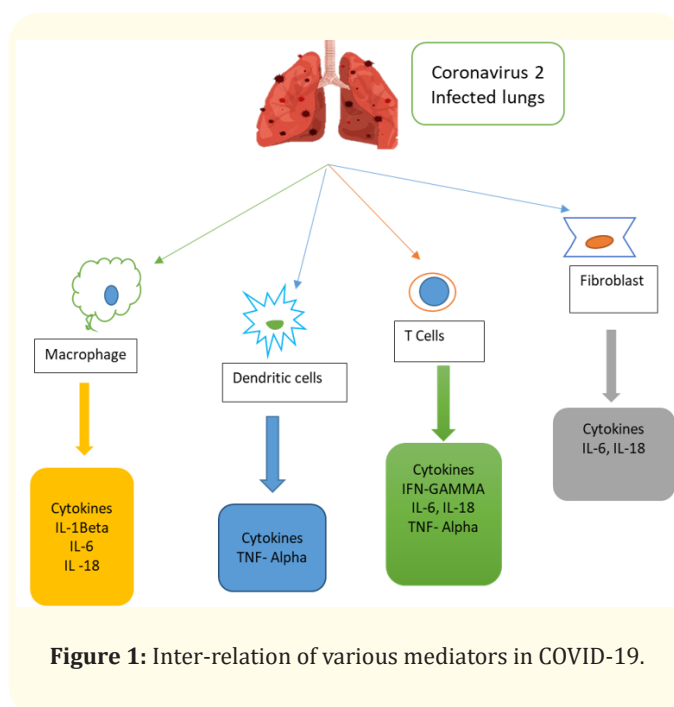 Coronavirus 2
Infected lungs
Macrophage
Dendritic cells
T Cells
Fibroblast
Cytokines
IL-1Beta
IL-6
IL -18
Cytokines
TNF- Alpha
Cytokines
IFN-GAMMA
IL-6, IL-18
TNF- Alpha
Cytokines
IL-6, IL-18
Figure 1: Inter-relation of various mediators in COVID-19.